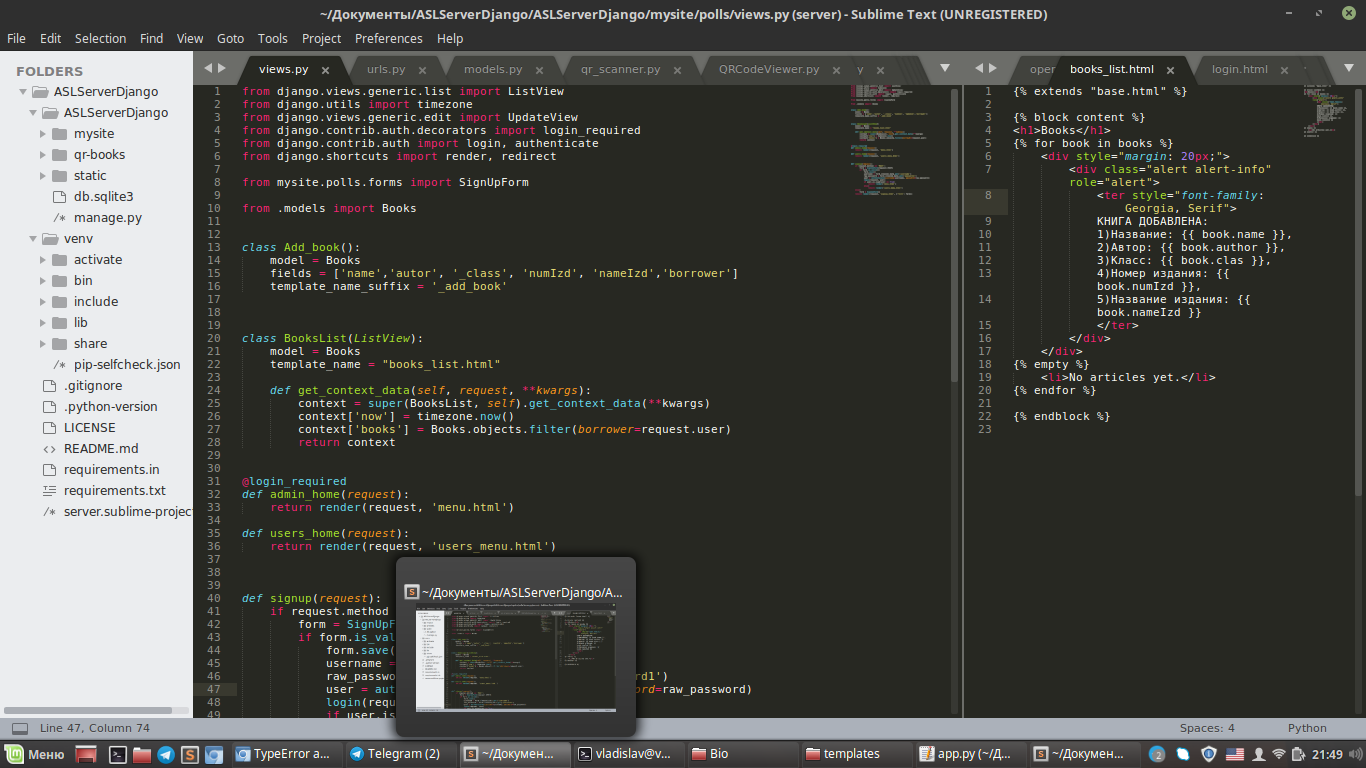 ~/Документы/ASLServerDjango/ASLServerDjango/mysite/polls/views.py (server) - Sublime Text (UNREGISTERED)
File Edit Selection Find View Goto Tools Project Preferences Help
FOLDERS
ASLServerDjango
ASLServerDjango
mysite
qr-books
static
db.sqlite3
manage.py
venv
activate
bin
include
lib
share
pip-selfcheck.json
.gitignore
.python-version
LICENSE
README.md
requirements.in
requirements.txt
server.sublime-projec
views.py urls.py models.py qr_scanner.py QRCodeViewer.py y
1 from django.views.generic.list import ListView
2 from django.utils import timezone
3 from django.views.generic.edit import UpdateView
4 from django.contrib.auth.decorators import login_required
5 from django.contrib.auth import login, authenticate
6 from django.shortcuts import render, redirect
7
8 from mysite.polls.forms import SignUpForm
9
10 from .models import Books
11
12
13 class Add_book():
14 model = Books
15 fields = ['name','autor', '_class', 'numIzd', 'nameIzd','borrower']
16 template_name_suffix = '_add_book'
17
18
19
20 class BooksList(ListView):
21 model = Books
22 template_name = "books_list.html"
23
24 def get_context_data(self, request, **kwargs):
25 context = super(BooksList, self).get_context_data(**kwargs)
26 context['now'] = timezone.now()
27 context['books'] = Books.objects.filter(borrower=request.user)
28 return context
29
30
31 @login_required
32 def admin_home(request):
33 return render(request, 'menu.html')
34
35 def users_home(request):
36 return render(request, 'users_menu.html')
37
38
39
40 def signup(request):
41 if request.method
42 form = SignUpF
43 if form.is_val
44 form.save(
45 username =
46 raw_passwo rd1')
47 user = aut ord=raw_password)
48 login(requ
49 if user.is
open books_list.html login.html
1 {% extends "base.html" %}
2
3 {% block content %}
4 <h1>Books</h1>
5 {% for book in books %}
6 <div style="margin: 20px;">
7 <div class="alert alert-info"
role="alert">
8 <ter style="font-family:
Georgia, Serif">
9 КНИГА ДОБАВЛЕНА:
10 1)Название: {{ book.name }},
11 2)Автор: {{ book.author }},
12 3)Класс: {{ book.clas }},
13 4)Номер издания: {{
book.numIzd }},
14 5)Название издания: {{
book.nameIzd }}
15 </ter>
16 </div>
17 </div>
18 {% empty %}
19 <li>No articles yet.</li>
20 {% endfor %}
21
22 {% endblock %}
23
~/Документы/ASLServerDjango/A...
Line 47, Column 74 Spaces: 4 Python
Меню TypeError a... Telegram (2) ~/Докумен... vladislav@v... Bio templates app.py (~/Д... ~/Докумен... 2 21:49